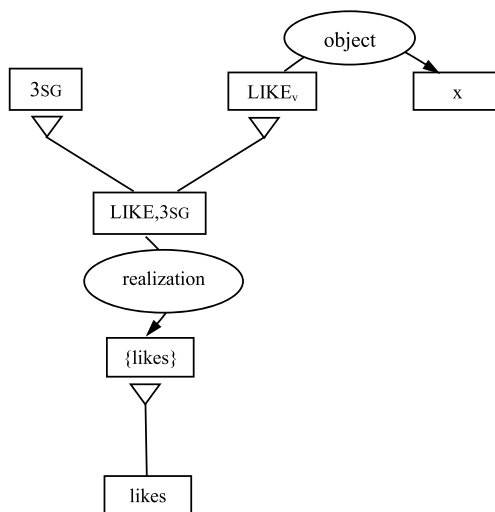 object
3SG
LIKEv
x
LIKE,3SG
realization
{likes}
likes